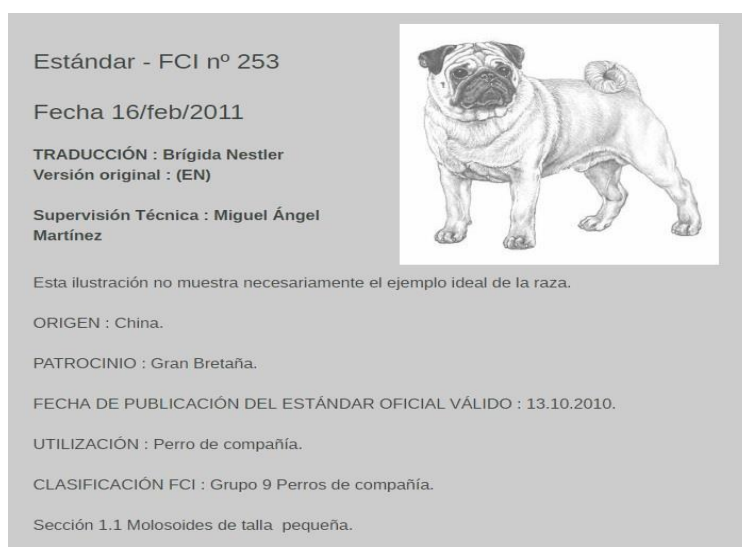 Estándar - FCI nº 253
Fecha 16/feb/2011
TRADUCCIÓN : Brígida Nestler
Versión original : (EN)
Supervisión Técnica : Miguel Ángel
Martínez
Esta ilustración no muestra necesariamente el ejemplo ideal de la raza.
ORIGEN : China.
PATROCINIO : Gran Bretaña.
FECHA DE PUBLICACIÓN DEL ESTÁNDAR OFICIAL VÁLIDO : 13.10.2010.
UTILIZACIÓN : Perro de compañía.
CLASIFICACIÓN FCI : Grupo 9 Perros de compañía.
Sección 1.1 Molosoides de talla  pequeña.